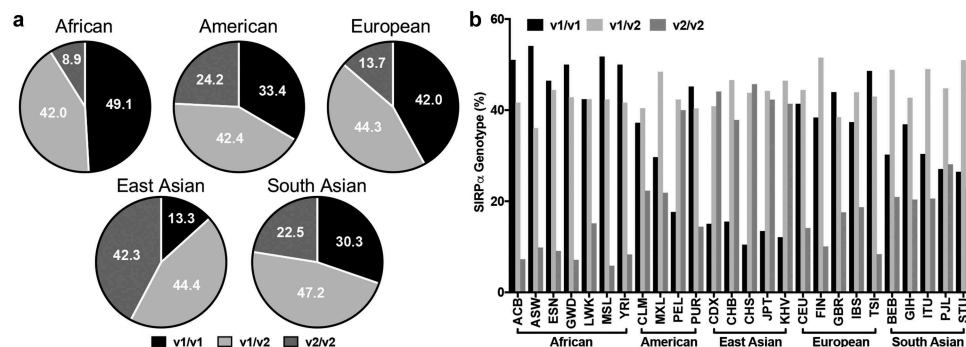 a
African
8.9
42.0
49.1
American
24.2
33.4
42.4
European
13.7
42.0
44.3
East Asian
13.3
42.3
44.4
South Asian
22.5
30.3
47.2
v1/v1 v1/v2 v2/v2
b
v1/v1 v1/v2 v2/v2
SIRPα Genotype (%)
60
40
20
0
ACB ASW ESN GWD LWK MSL YRI CLM MXL PEL PUR CDX CHB CHS JPT KHV CEU FIN GBR IBS TSI BEB GIH ITU PJL STU
African American East Asian European South Asian